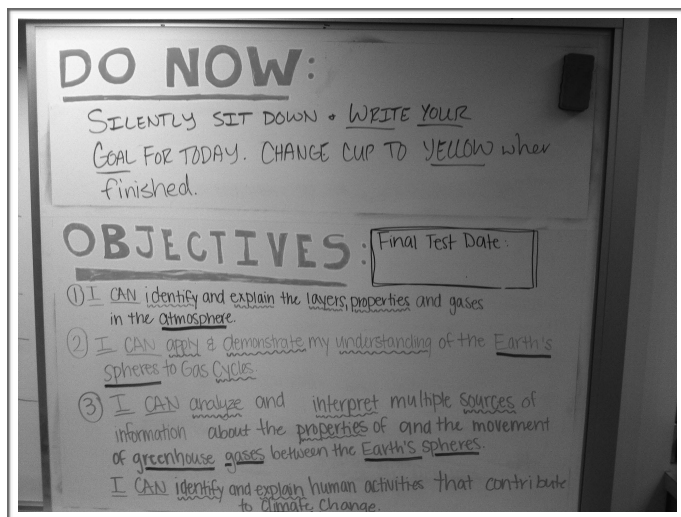 DO NOW:
SILENTLY SIT DOWN + WRITE YOUR
GOAL FOR TODAY. CHANGE CUP TO YELLOW when
finished.
OBJECTIVES:
Final Test Date:
① I CAN identify and explain the layers, properties and gases
in the atmosphere.
② I CAN apply & demonstrate my understanding of the Earth's
spheres to Gas Cycles.
③ I CAN analyze and interpret multiple sources of
information about the properties of and the movement
of greenhouse gases between the Earth's spheres.
I CAN identify and explain human activities that contribute
to climate change.